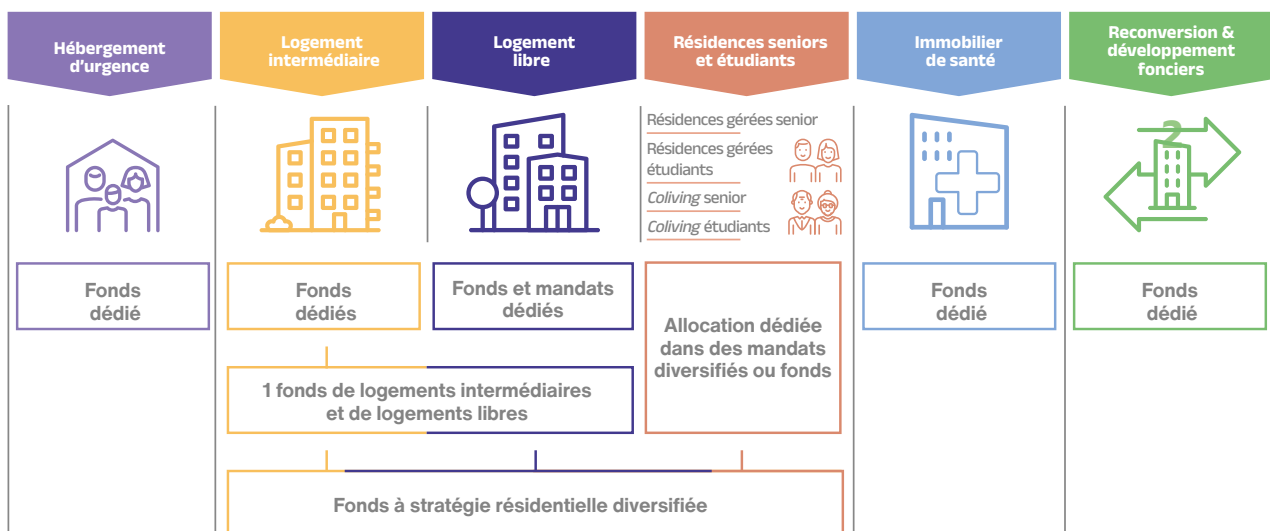 Hébergement
d'urgence
Logement
intermédiaire
Logement
libre
Résidences seniors
et étudiants
Immobilier
de santé
Reconversion &
développement
fonciers
Résidences gérées senior
Résidences gérées
étudiants
Coliving senior
Coliving étudiants
2
Fonds
dédié
Fonds
dédiés
Fonds et mandats
dédiés
Allocation dédiée
dans des mandats
diversifiés ou fonds
Fonds
dédié
Fonds
dédié
1 fonds de logements intermédiaires
et de logements libres
Fonds à stratégie résidentielle diversifiée